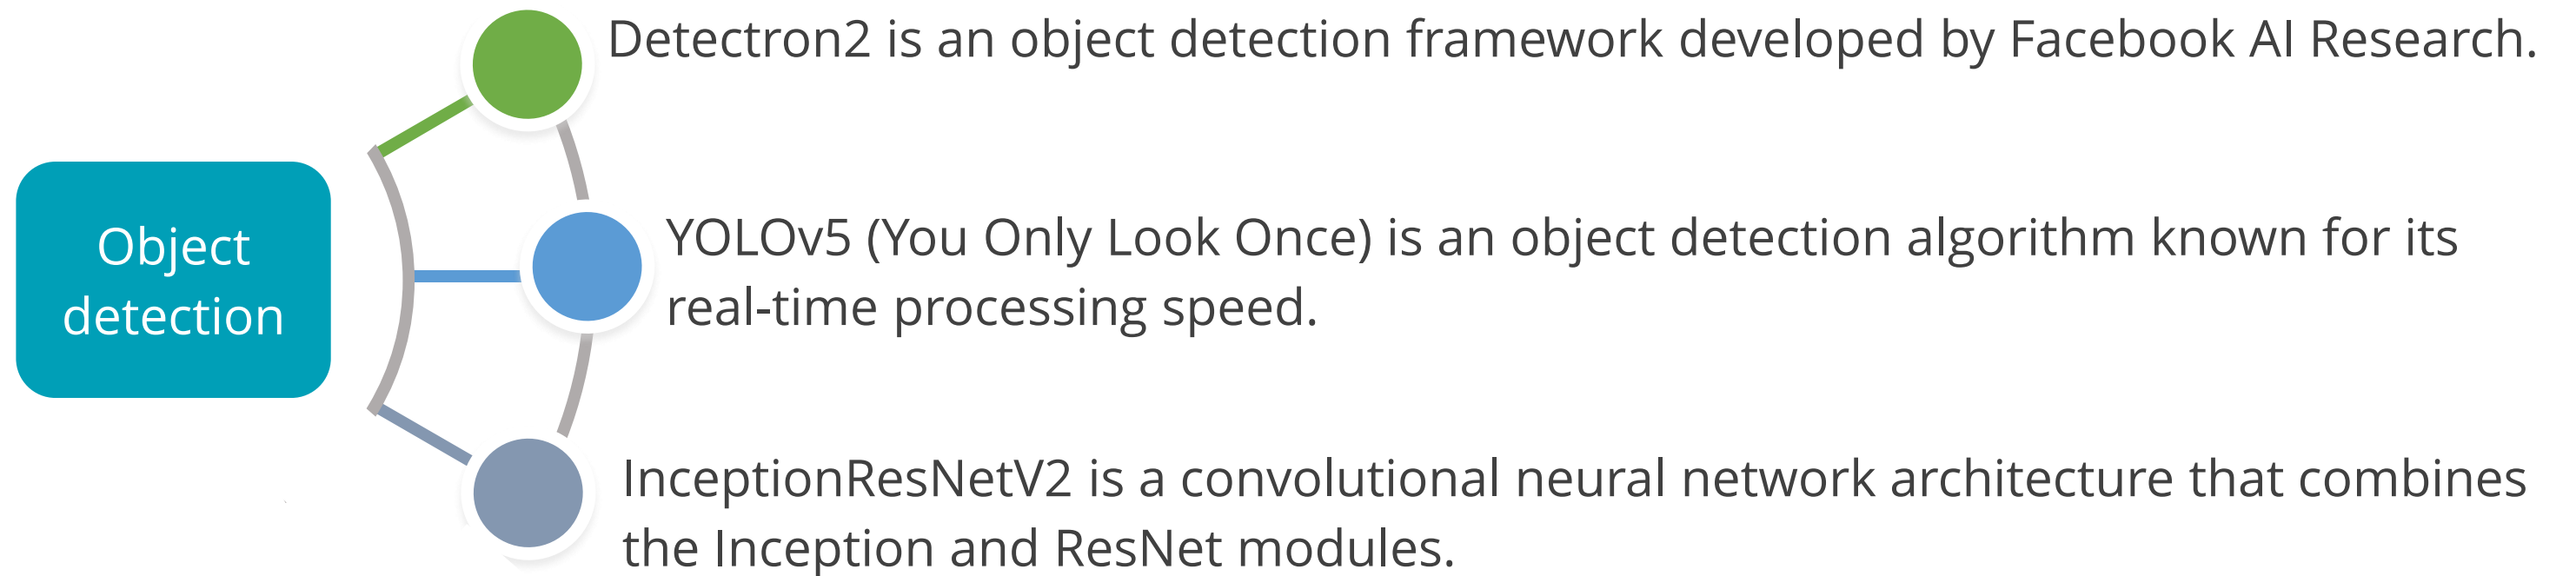 Object
detection
Detectron2 is an object detection framework developed by Facebook AI Research.
YOLOv5 (You Only Look Once) is an object detection algorithm known for its
real-time processing speed.
InceptionResNetV2 is a convolutional neural network architecture that combines
the Inception and ResNet modules.